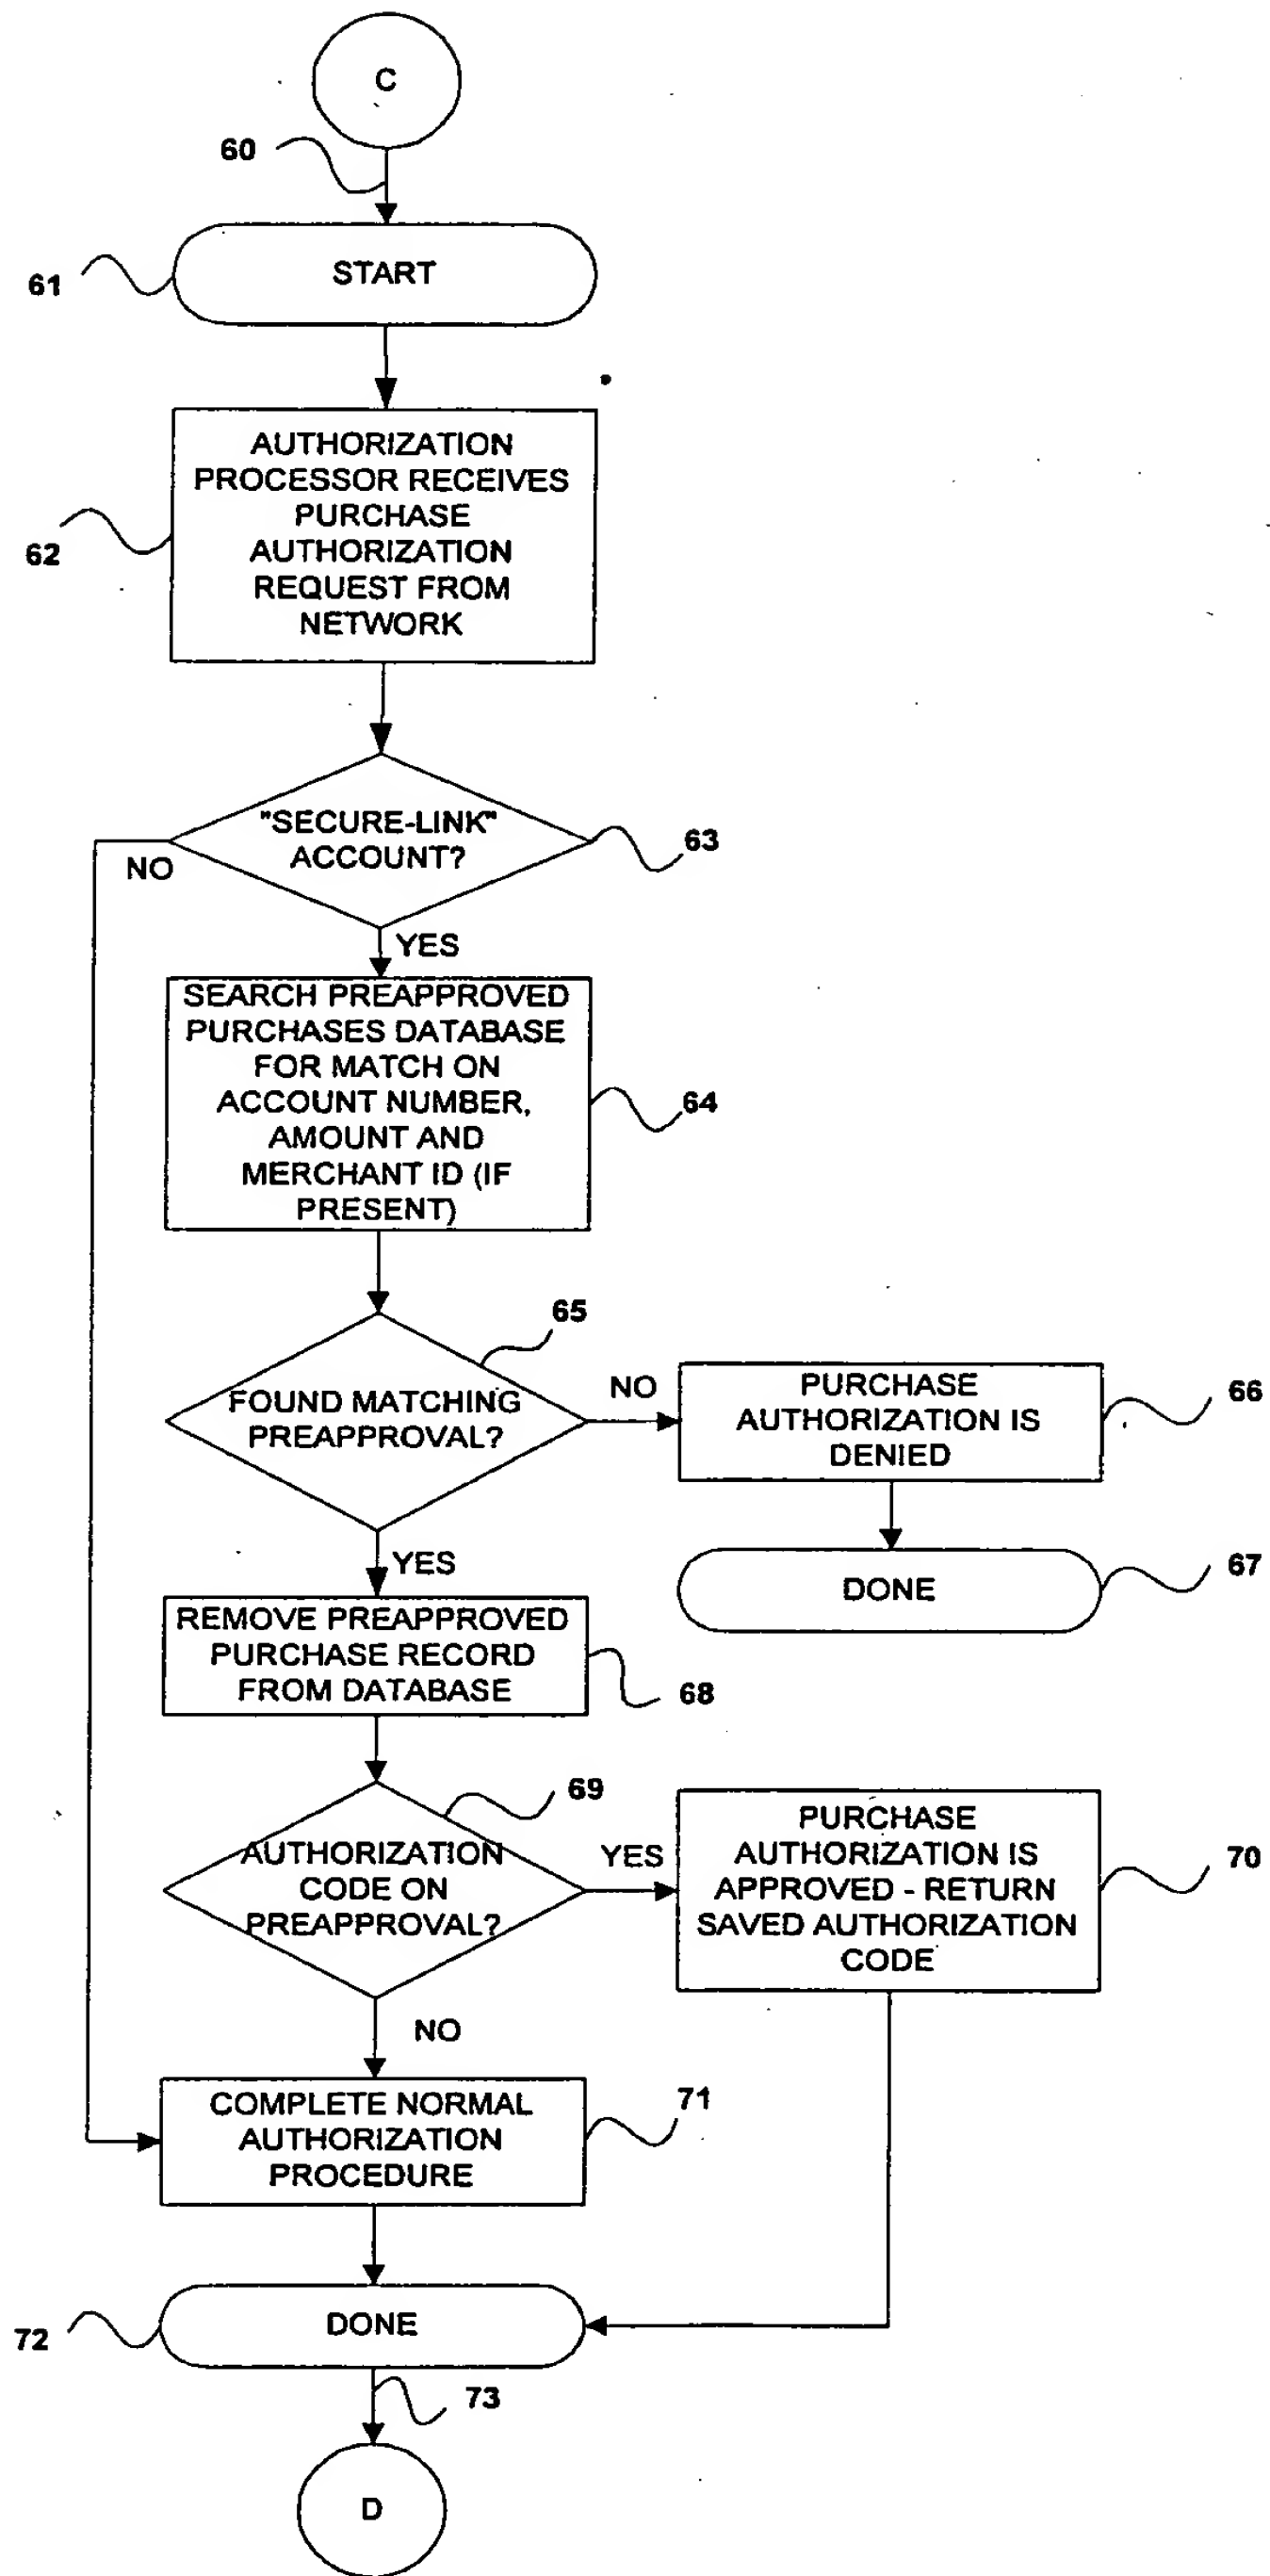 C
60
61
START
AUTHORIZATION
PROCESSOR RECEIVES
PURCHASE
AUTHORIZATION
REQUEST FROM
NETWORK
62
"SECURE-LINK"
ACCOUNT?
63
NO
YES
SEARCH PREAPPROVED
PURCHASES DATABASE
FOR MATCH ON
ACCOUNT NUMBER,
AMOUNT AND
MERCHANT ID (IF
PRESENT)
64
65
FOUND MATCHING
PREAPPROVAL?
NO
PURCHASE
AUTHORIZATION IS
DENIED
66
YES
DONE
67
REMOVE PREAPPROVED
PURCHASE RECORD
FROM DATABASE
68
69
AUTHORIZATION
CODE ON
PREAPPROVAL?
YES
PURCHASE
AUTHORIZATION IS
APPROVED - RETURN
SAVED AUTHORIZATION
CODE
70
NO
COMPLETE NORMAL
AUTHORIZATION
PROCEDURE
71
DONE
72
73
D